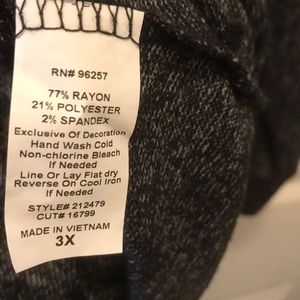 RN# 96257
77% RAYON
21% POLYESTER
2% SPANDEX
Exclusive Of Decoration
Hand Wash Cold
Non-chlorine Bleach
If Needed
Line Or Lay Flat dry
Reverse On Cool Iron
If Needed
STYLE# 212479
CUT# 16799
MADE IN VIETNAM
3X